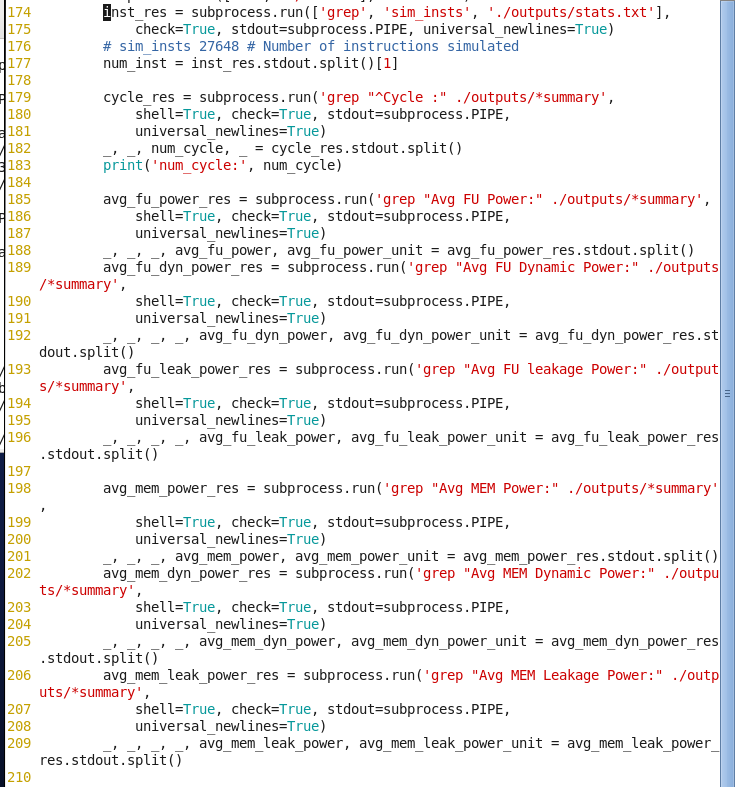 174 inst_res = subprocess.run(['grep', 'sim_insts', './outputs/stats.txt'],
175 check=True, stdout=subprocess.PIPE, universal_newlines=True)
176 # sim_insts 27648 # Number of instructions simulated
177 num_inst = inst_res.stdout.split()[1]
178
179 cycle_res = subprocess.run('grep "^Cycle :" ./outputs/*summary',
180 shell=True, check=True, stdout=subprocess.PIPE,
181 universal_newlines=True)
182 _, _, num_cycle, _ = cycle_res.stdout.split()
183 print('num_cycle:', num_cycle)
184
185 avg_fu_power_res = subprocess.run('grep "Avg FU Power:" ./outputs/*summary',
186 shell=True, check=True, stdout=subprocess.PIPE,
187 universal_newlines=True)
188 _, _, _, avg_fu_power, avg_fu_power_unit = avg_fu_power_res.stdout.split()
189 avg_fu_dyn_power_res = subprocess.run('grep "Avg FU Dynamic Power:" ./outputs
/*summary',
190 shell=True, check=True, stdout=subprocess.PIPE,
191 universal_newlines=True)
192 _, _, _, _, avg_fu_dyn_power, avg_fu_dyn_power_unit = avg_fu_dyn_power_res.st
dout.split()
193 avg_fu_leak_power_res = subprocess.run('grep "Avg FU leakage Power:" ./output
s/*summary',
194 shell=True, check=True, stdout=subprocess.PIPE,
195 universal_newlines=True)
196 _, _, _, _, avg_fu_leak_power, avg_fu_leak_power_unit = avg_fu_leak_power_res
.stdout.split()
197
198 avg_mem_power_res = subprocess.run('grep "Avg MEM Power:" ./outputs/*summary'
,
199 shell=True, check=True, stdout=subprocess.PIPE,
200 universal_newlines=True)
201 _, _, _, avg_mem_power, avg_mem_power_unit = avg_mem_power_res.stdout.split()
202 avg_mem_dyn_power_res = subprocess.run('grep "Avg MEM Dynamic Power:" ./outpu
ts/*summary',
203 shell=True, check=True, stdout=subprocess.PIPE,
204 universal_newlines=True)
205 _, _, _, _, avg_mem_dyn_power, avg_mem_dyn_power_unit = avg_mem_dyn_power_res
.stdout.split()
206 avg_mem_leak_power_res = subprocess.run('grep "Avg MEM Leakage Power:" ./outp
uts/*summary',
207 shell=True, check=True, stdout=subprocess.PIPE,
208 universal_newlines=True)
209 _, _, _, _, avg_mem_leak_power, avg_mem_leak_power_unit = avg_mem_leak_power_
res.stdout.split()
210